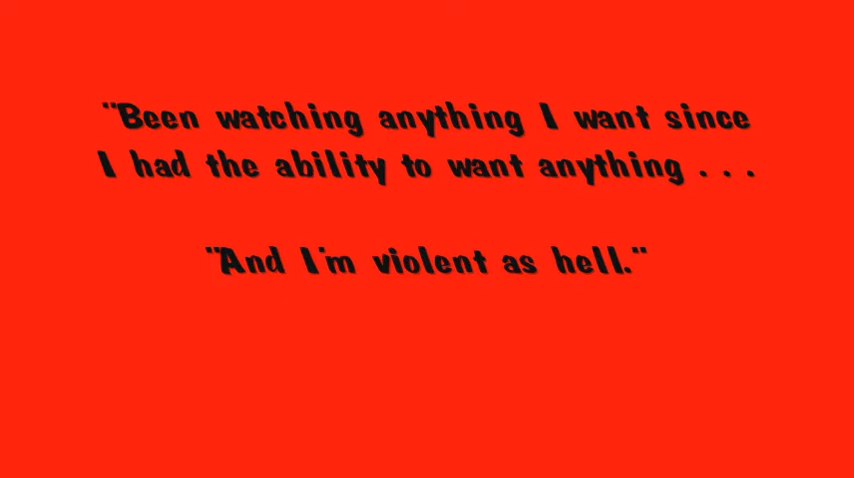 "Been watching anything I want since
I had the ability to want anything . . .
"And I'm violent as hell."